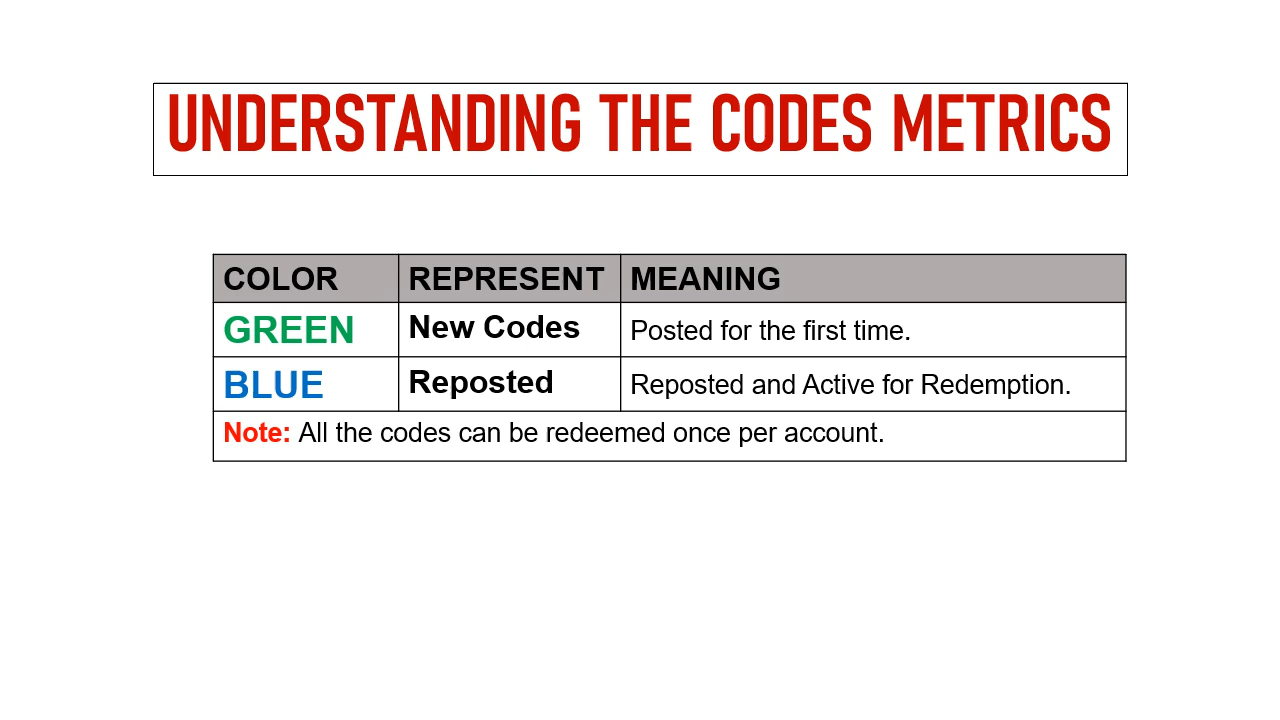 UNDERSTANDING THE CODES METRICS
COLOR REPRESENT MEANING
GREEN New Codes Posted for the first time.
BLUE Reposted Reposted and Active for Redemption.
Note: All the codes can be redeemed once per account.